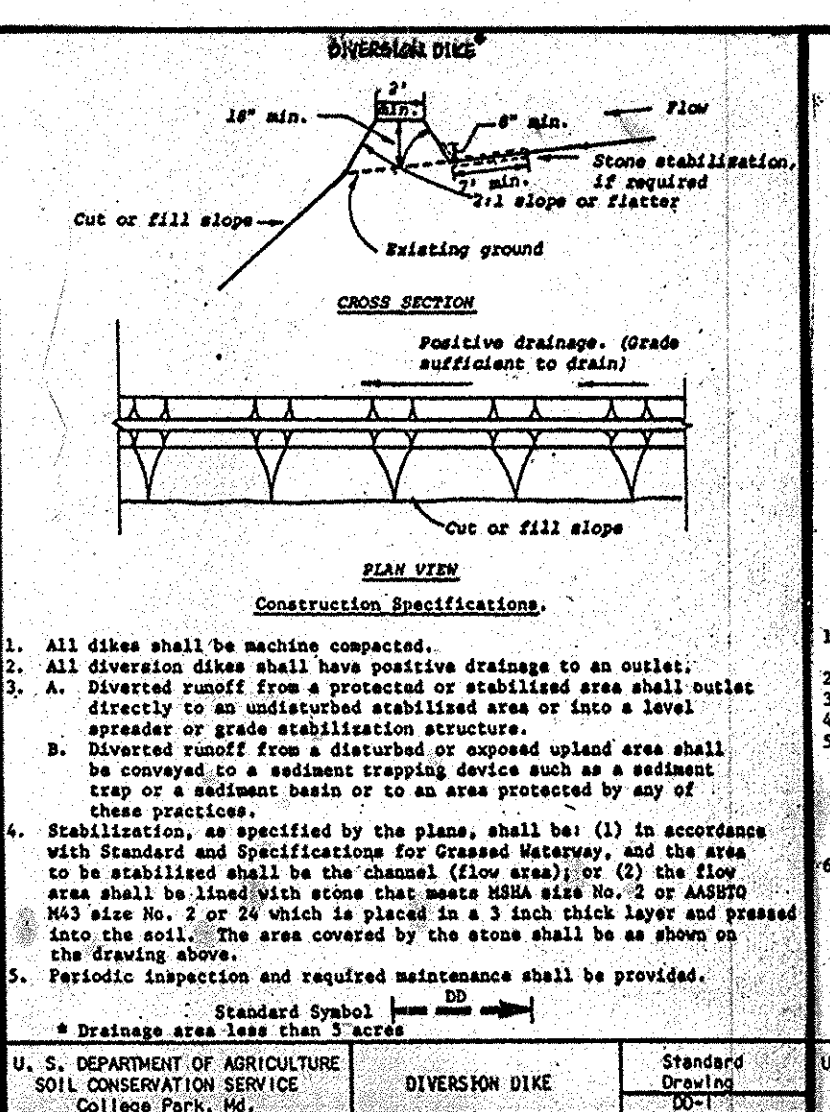 DIVERSION DIKE*
2'
min.
18" min.
6" min.
Flow
Stone stabilization,
if required
7' min.
2:1 slope or flatter
Cut or fill slope
Existing ground
CROSS SECTION
Positive drainage. (Grade
sufficient to drain)
Cut or fill slope
PLAN VIEW
Construction Specifications.
1. All dikes shall be machine compacted.
2. All diversion dikes shall have positive drainage to an outlet.
3. A. Diverted runoff from a protected or stabilized area shall outlet
directly to an undisturbed stabilized area or into a level
spreader or grade stabilization structure.
B. Diverted runoff from a disturbed or exposed upland area shall
be conveyed to a sediment trapping device such as a sediment
trap or a sediment basin or to an area protected by any of
these practices.
4. Stabilization, as specified by the plans, shall be: (1) in accordance
with Standard and Specifications for Grassed Waterway, and the area
to be stabilized shall be the channel (flow area); or (2) the flow
area shall be lined with stone that meets MSHA size No. 2 or AASHTO
M43 size No. 2 or 24 which is placed in a 3 inch thick layer and pressed
into the soil. The area covered by the stone shall be as shown on
the drawing above.
5. Periodic inspection and required maintenance shall be provided.
Standard Symbol DD
* Drainage area less than 5 acres
U. S. DEPARTMENT OF AGRICULTURE
SOIL CONSERVATION SERVICE
College Park, Md.
DIVERSION DIKE
Standard
Drawing
DD-1
1
2
3
4
5
6
U